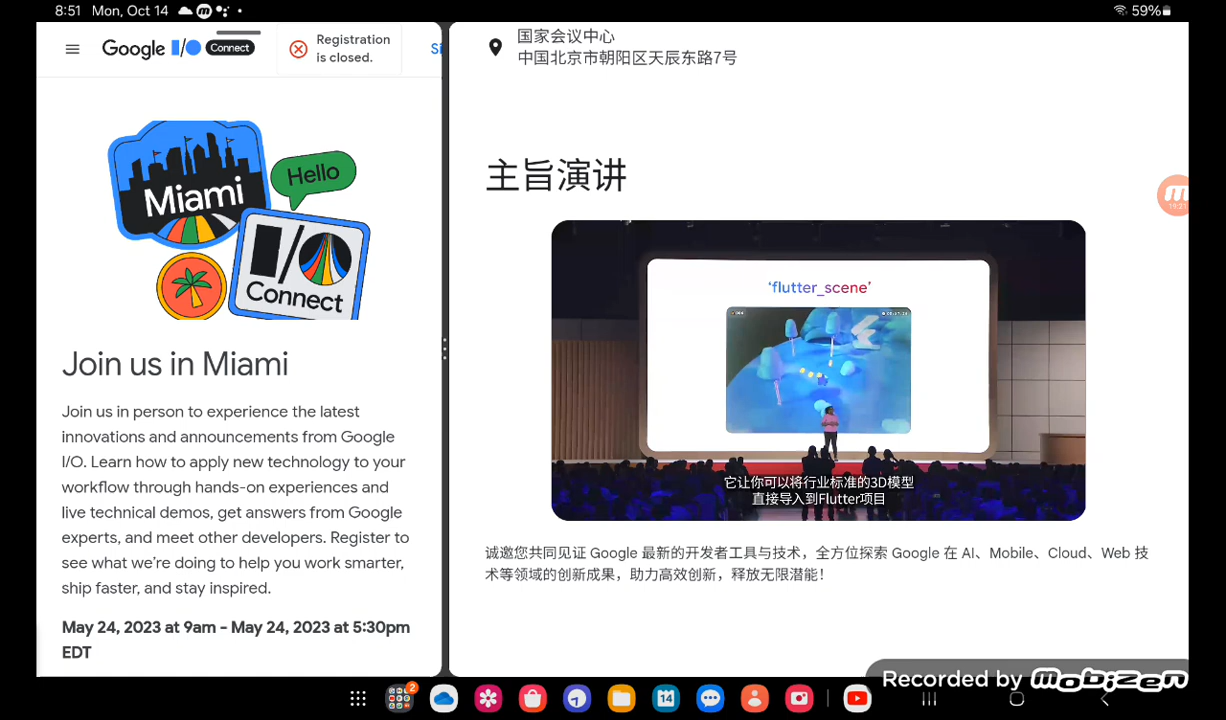 8:51 Mon, Oct 14
59%
Google I/O Connect
Registration
is closed.
Si
Miami
Hello
I/O
Connect
Join us in Miami
Join us in person to experience the latest
innovations and announcements from Google
I/O. Learn how to apply new technology to your
workflow through hands-on experiences and
live technical demos, get answers from Google
experts, and meet other developers. Register to
see what we're doing to help you work smarter,
ship faster, and stay inspired.
May 24, 2023 at 9am - May 24, 2023 at 5:30pm
EDT
国家会议中心
中国北京市朝阳区天辰东路7号
主旨演讲
'flutter_scene'
它让你可以将行业标准的3D模型
直接导入到Flutter项目
诚邀您共同见证 Google 最新的开发者工具与技术，全方位探索 Google 在 AI、Mobile、Cloud、Web 技
术等领域的创新成果，助力高效创新，释放无限潜能！
Recorded by mobizen
2
14